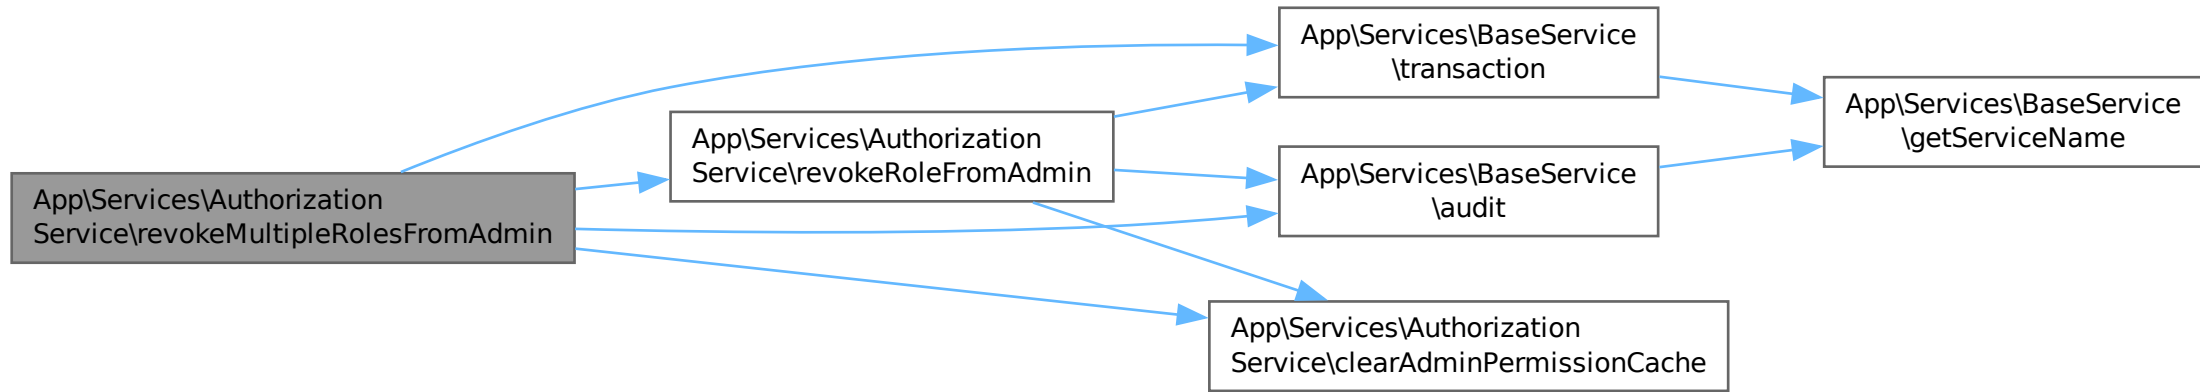 App\Services\Authorization
Service\revokeMultipleRolesFromAdmin
App\Services\Authorization
Service\revokeRoleFromAdmin
App\Services\BaseService
\transaction
App\Services\BaseService
\audit
App\Services\Authorization
Service\clearAdminPermissionCache
App\Services\BaseService
\getServiceName